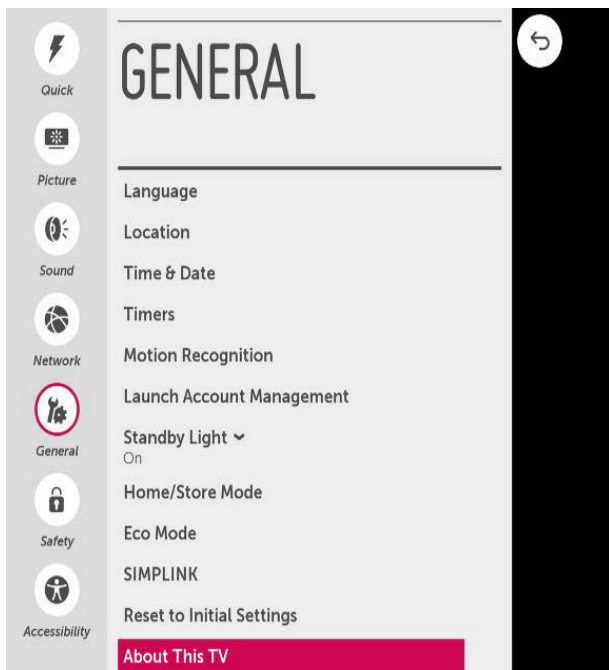 Quick
Picture
Sound
Network
General
Safety
Accessibility
GENERAL
Language
Location
Time & Date
Timers
Motion Recognition
Launch Account Management
Standby Light
On
Home/Store Mode
Eco Mode
SIMPLINK
Reset to Initial Settings
About This TV